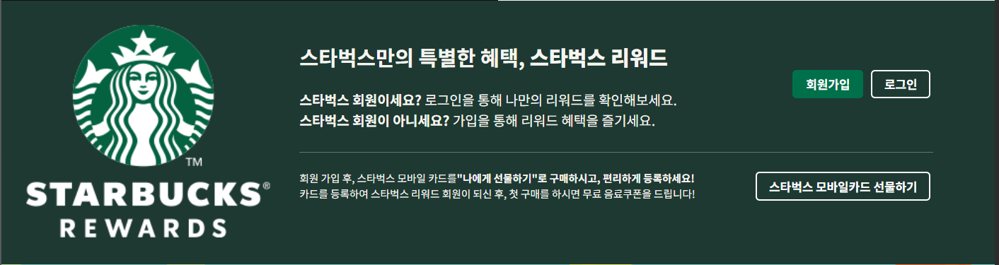 스타벅스만의 특별한 혜택, 스타벅스 리워드
스타벅스 회원이세요? 로그인을 통해 나만의 리워드를 확인해보세요.
스타벅스 회원이 아니세요? 가입을 통해 리워드 혜택을 즐기세요.
회원가입
로그인
회원 가입 후, 스타벅스 모바일 카드를"나에게 선물하기"로 구매하시고, 편리하게 등록하세요!
카드를 등록하여 스타벅스 리워드 회원이 되신 후, 첫 구매를 하시면 무료 음료쿠폰을 드립니다!
스타벅스 모바일카드 선물하기
TM
STARBUCKS®
REWARDS